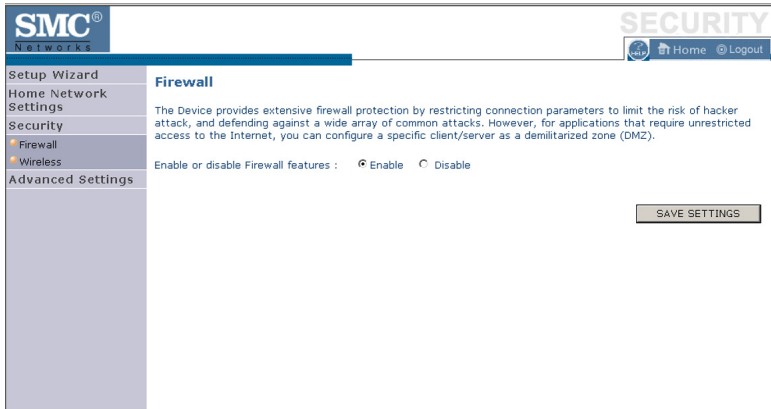 SMC®
Networks
SECURITY
HELP Home Logout
Setup Wizard
Home Network
Settings
Security
Firewall
Wireless
Advanced Settings
Firewall
The Device provides extensive firewall protection by restricting connection parameters to limit the risk of hacker
attack, and defending against a wide array of common attacks. However, for applications that require unrestricted
access to the Internet, you can configure a specific client/server as a demilitarized zone (DMZ).
Enable or disable Firewall features : Enable Disable
SAVE SETTINGS